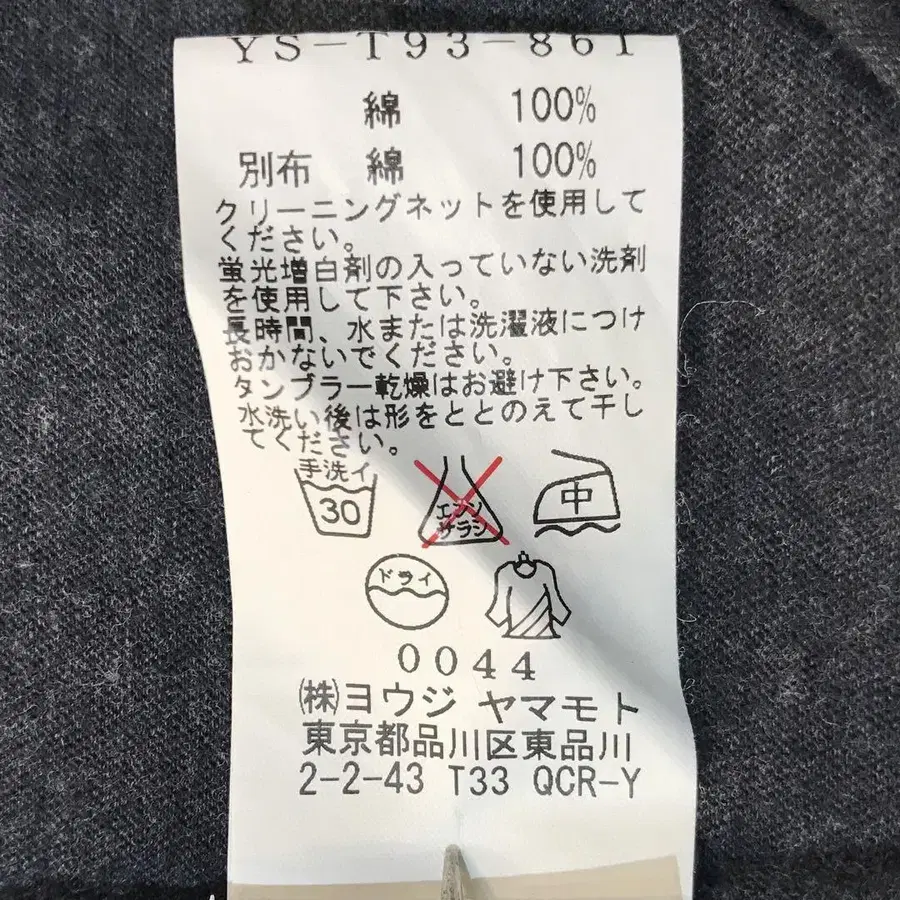 YS-T93-861
綿 100%
別布 綿 100%
クリーニングネットを使用して
ください。
蛍光増白剤の入っていない洗剤
を使用して下さい。
長時間、水または洗濯液につけ
おかないでください。
タンブラー乾燥はお避け下さい。
水洗い後は形をととのえて干し
てください。
手洗イ
30
エンソ
サラシ
中
ドライ
0044
㈱ヨウジ ヤマモト
東京都品川区東品川
2-2-43 T33 QCR-Y